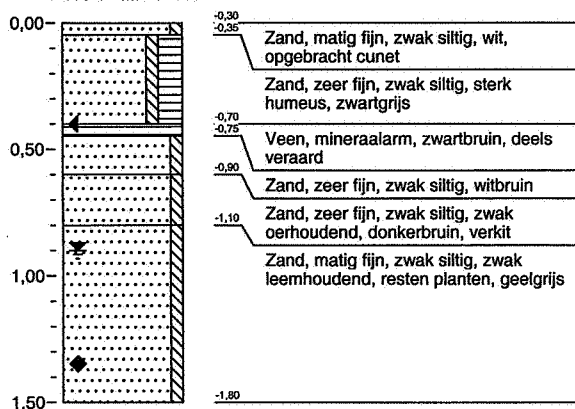 0,00
-0,30
-0,35
Zand, matig fijn, zwak siltig, wit,
opgebracht cunet
Zand, zeer fijn, zwak siltig, sterk
humeus, zwartgrijs
-0,70
-0,75
Veen, mineraalarm, zwartbruin, deels
veraard
0,50
-0,90
Zand, zeer fijn, zwak siltig, witbruin
Zand, zeer fijn, zwak siltig, zwak
oerhoudend, donkerbruin, verkit
-1,10
Zand, matig fijn, zwak siltig, zwak
leemhoudend, resten planten, geelgrijs
1,00
1,50
-1,80